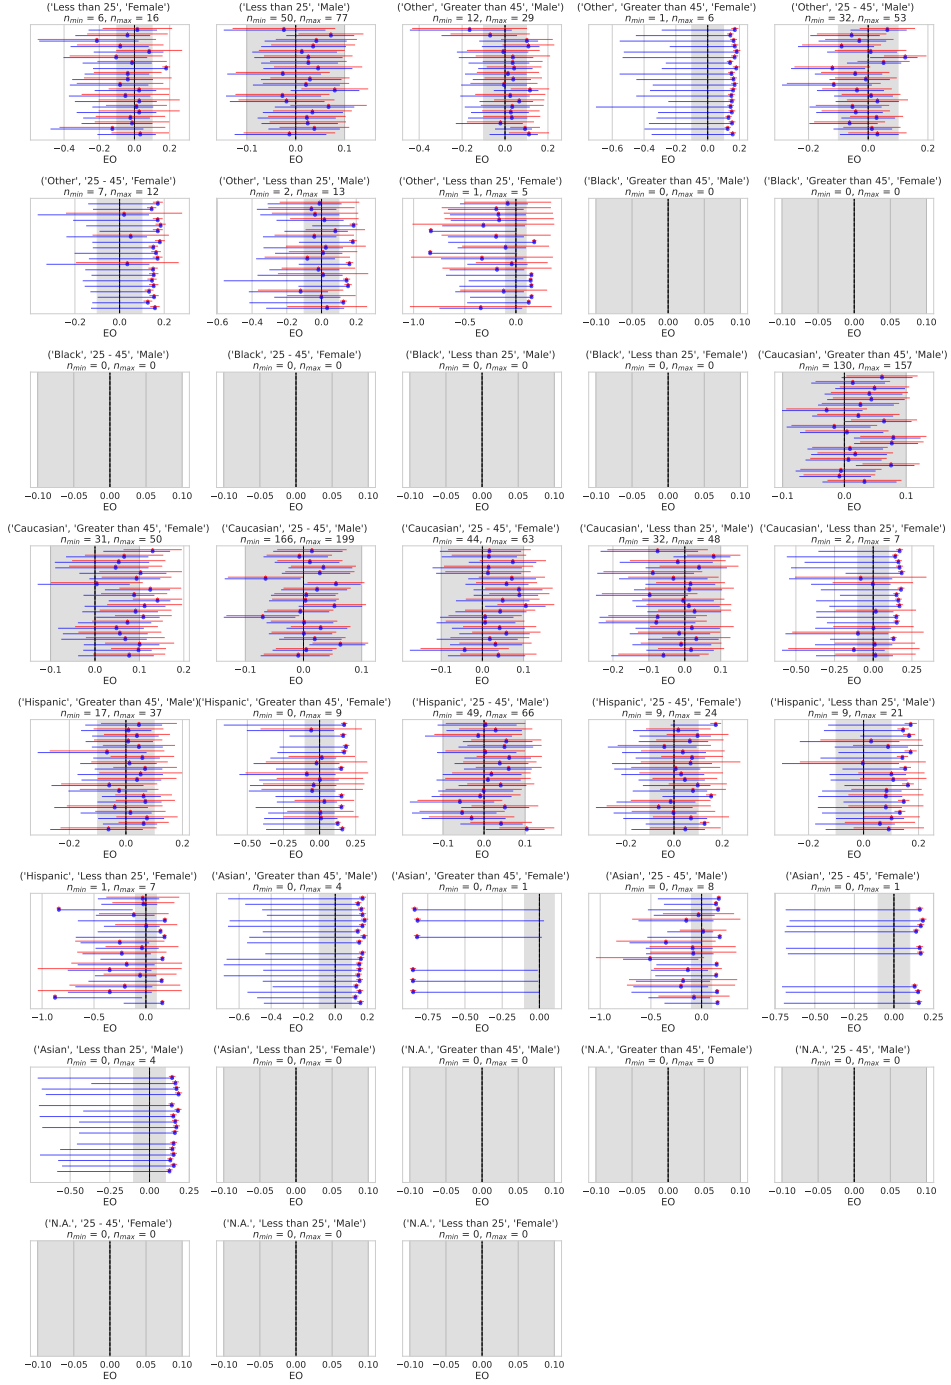 ('Less than 25', 'Female')
n_min = 6, n_max = 16
−0.6 −0.4 −0.2 0.0 0.2
EO
('Less than 25', 'Male')
n_min = 50, n_max = 77
−0.1 0.0 0.1
EO
('Other', 'Greater than 45', 'Male')
n_min = 12, n_max = 29
−0.4 −0.2 0.0 0.2
EO
('Other', 'Greater than 45', 'Female')
n_min = 1, n_max = 6
−0.6 −0.4 −0.2 0.0 0.2
EO
('Other', '25 - 45', 'Male')
n_min = 32, n_max = 53
−0.2 −0.1 0.0 0.1 0.2
EO
('Other', '25 - 45', 'Female')
n_min = 7, n_max = 12
−0.2 0.0 0.2
EO
('Other', 'Less than 25', 'Male')
n_min = 2, n_max = 13
−0.6 −0.4 −0.2 0.0 0.2
EO
('Other', 'Less than 25', 'Female')
n_min = 1, n_max = 5
−1.0 −0.5 0.0
EO
('Black', 'Greater than 45', 'Male')
n_min = 0, n_max = 0
−0.10 −0.05 0.00 0.05 0.10
EO
('Black', 'Greater than 45', 'Female')
n_min = 0, n_max = 0
−0.10 −0.05 0.00 0.05 0.10
EO
('Black', '25 - 45', 'Male')
n_min = 0, n_max = 0
−0.10 −0.05 0.00 0.05 0.10
EO
('Black', '25 - 45', 'Female')
n_min = 0, n_max = 0
−0.10 −0.05 0.00 0.05 0.10
EO
('Black', 'Less than 25', 'Male')
n_min = 0, n_max = 0
−0.10 −0.05 0.00 0.05 0.10
EO
('Black', 'Less than 25', 'Female')
n_min = 0, n_max = 0
−0.10 −0.05 0.00 0.05 0.10
EO
('Caucasian', 'Greater than 45', 'Male')
n_min = 130, n_max = 157
−0.1 0.0 0.1
EO
('Caucasian', 'Greater than 45', 'Female')
n_min = 31, n_max = 50
−0.1 0.0 0.1 0.2
EO
('Caucasian', '25 - 45', 'Male')
n_min = 166, n_max = 199
−0.1 0.0 0.1
EO
('Caucasian', '25 - 45', 'Female')
n_min = 44, n_max = 63
−0.1 0.0 0.1 0.2
EO
('Caucasian', 'Less than 25', 'Male')
n_min = 32, n_max = 48
−0.2 −0.1 0.0 0.1
EO
('Caucasian', 'Less than 25', 'Female')
n_min = 2, n_max = 7
−0.50 −0.25 0.00 0.25
EO
('Hispanic', 'Greater than 45', 'Male')
n_min = 17, n_max = 37
−0.2 0.0 0.2
EO
('Hispanic', 'Greater than 45', 'Female')
n_min = 0, n_max = 9
−0.6 −0.4 −0.2 0.0 0.2
EO
('Hispanic', '25 - 45', 'Male')
n_min = 49, n_max = 66
−0.1 0.0 0.1
EO
('Hispanic', '25 - 45', 'Female')
n_min = 9, n_max = 24
−0.2 0.0 0.2
EO
('Hispanic', 'Less than 25', 'Male')
n_min = 9, n_max = 21
−0.2 0.0 0.2
EO
('Hispanic', 'Less than 25', 'Female')
n_min = 1, n_max = 7
−1.0 −0.5 0.0
EO
('Asian', 'Greater than 45', 'Male')
n_min = 0, n_max = 4
−0.6 −0.4 −0.2 0.0 0.2
EO
('Asian', 'Greater than 45', 'Female')
n_min = 0, n_max = 1
−0.75 −0.50 −0.25 0.00
EO
('Asian', '25 - 45', 'Male')
n_min = 0, n_max = 8
−1.0 −0.5 0.0
EO
('Asian', '25 - 45', 'Female')
n_min = 0, n_max = 1
−0.75 −0.50 −0.25 0.00 0.25
EO
('Asian', 'Less than 25', 'Male')
n_min = 0, n_max = 4
−0.50 −0.25 0.00 0.25
EO
('Asian', 'Less than 25', 'Female')
n_min = 0, n_max = 0
−0.10 −0.05 0.00 0.05 0.10
EO
('N.A.', 'Greater than 45', 'Male')
n_min = 0, n_max = 0
−0.10 −0.05 0.00 0.05 0.10
EO
('N.A.', 'Greater than 45', 'Female')
n_min = 0, n_max = 0
−0.10 −0.05 0.00 0.05 0.10
EO
('N.A.', '25 - 45', 'Male')
n_min = 0, n_max = 0
−0.10 −0.05 0.00 0.05 0.10
EO
('N.A.', '25 - 45', 'Female')
n_min = 0, n_max = 0
−0.10 −0.05 0.00 0.05 0.10
EO
('N.A.', 'Less than 25', 'Male')
n_min = 0, n_max = 0
−0.10 −0.05 0.00 0.05 0.10
EO
('N.A.', 'Less than 25', 'Female')
n_min = 0, n_max = 0
−0.10 −0.05 0.00 0.05 0.10
EO